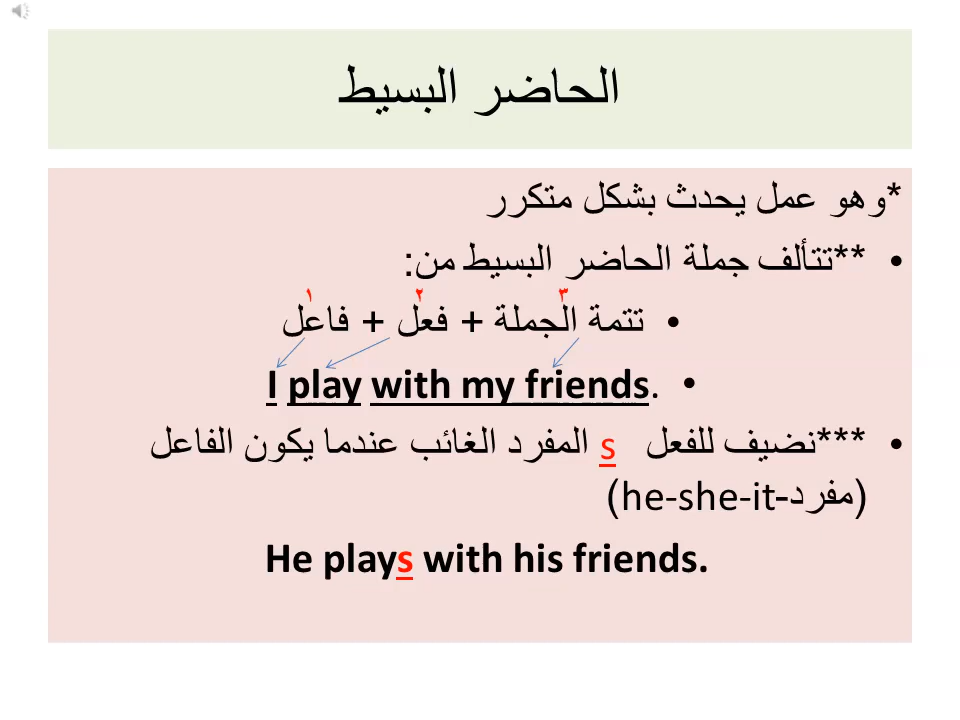 الحاضر البسيط
*وهو عمل يحدث بشكل متكرر
• **تتألف جملة الحاضر البسيط من:
١ ٢ ٣
• تتمة الجملة + فعل + فاعل
• I play with my friends.
• ***نضيف للفعل s المفرد الغائب عندما يكون الفاعل
(مفرد-he-she-it)
He plays with his friends.